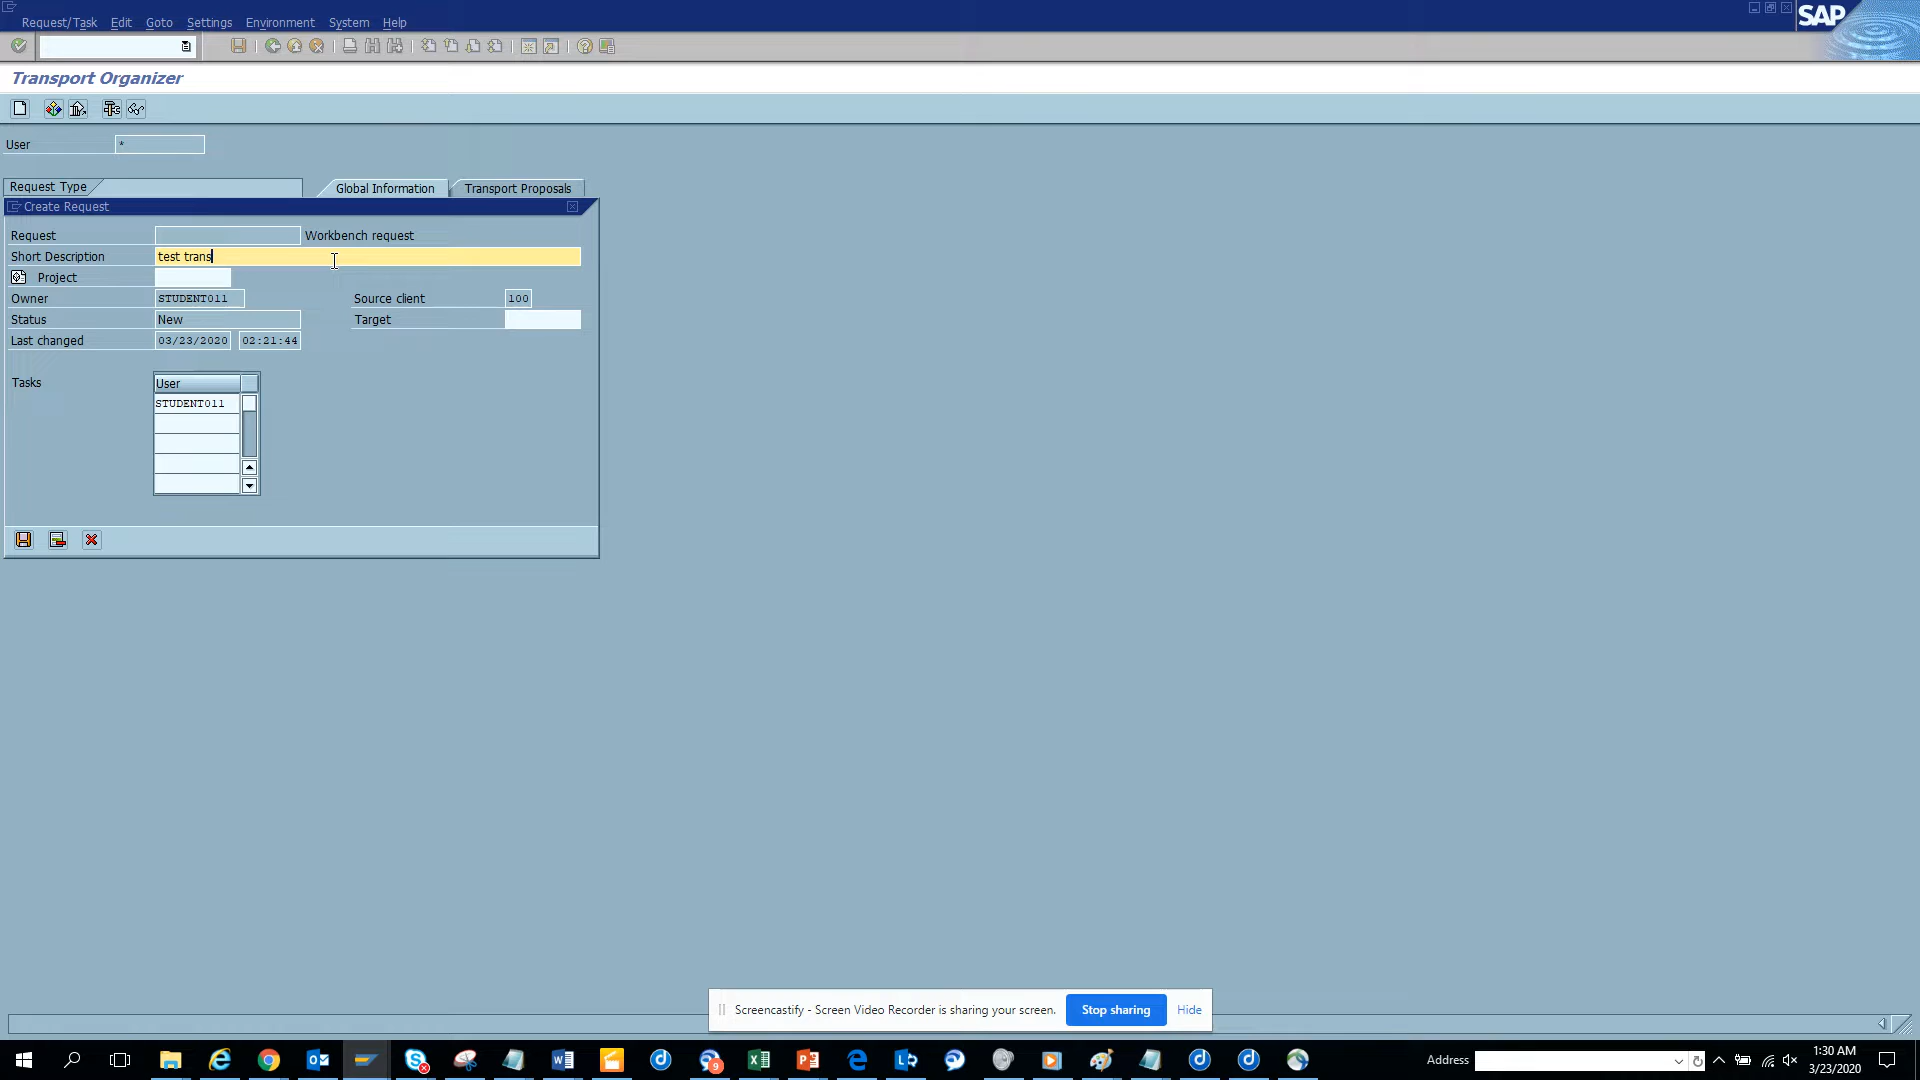 Request/Task Edit Goto Settings Environment System Help
SAP
Transport Organizer
User *
Request Type Global Information Transport Proposals
Create Request
Request Workbench request
Short Description test trans
Project
Owner STUDENT011 Source client 100
Status New Target
Last changed 03/23/2020 02:21:44
Tasks User
STUDENT011
Screencastify - Screen Video Recorder is sharing your screen. Stop sharing Hide
Address 1:30 AM
3/23/2020
9